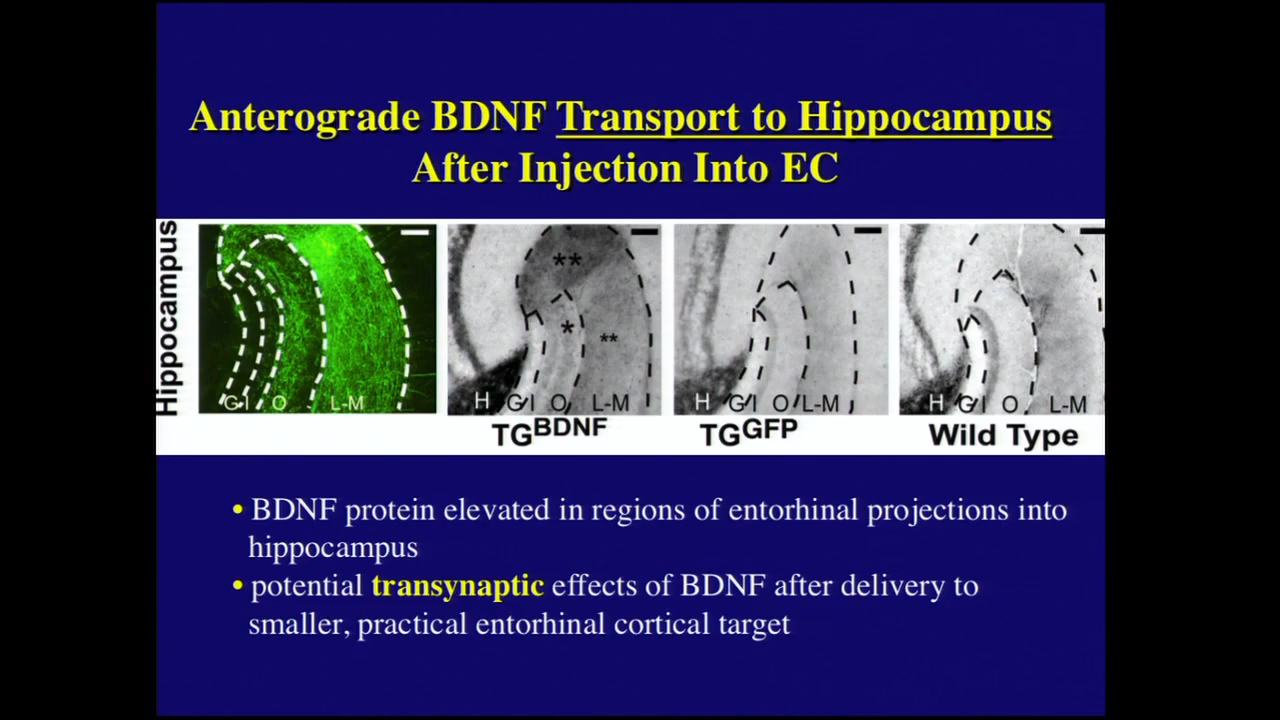 Anterograde BDNF Transport to Hippocampus
After Injection Into EC
Hippocampus
G I O L-M
** * **
H G I O L-M
H G I O L-M
H G I O L-M
TGBDNF TGGFP Wild Type
• BDNF protein elevated in regions of entorhinal projections into
hippocampus
• potential transynaptic effects of BDNF after delivery to
smaller, practical entorhinal cortical target